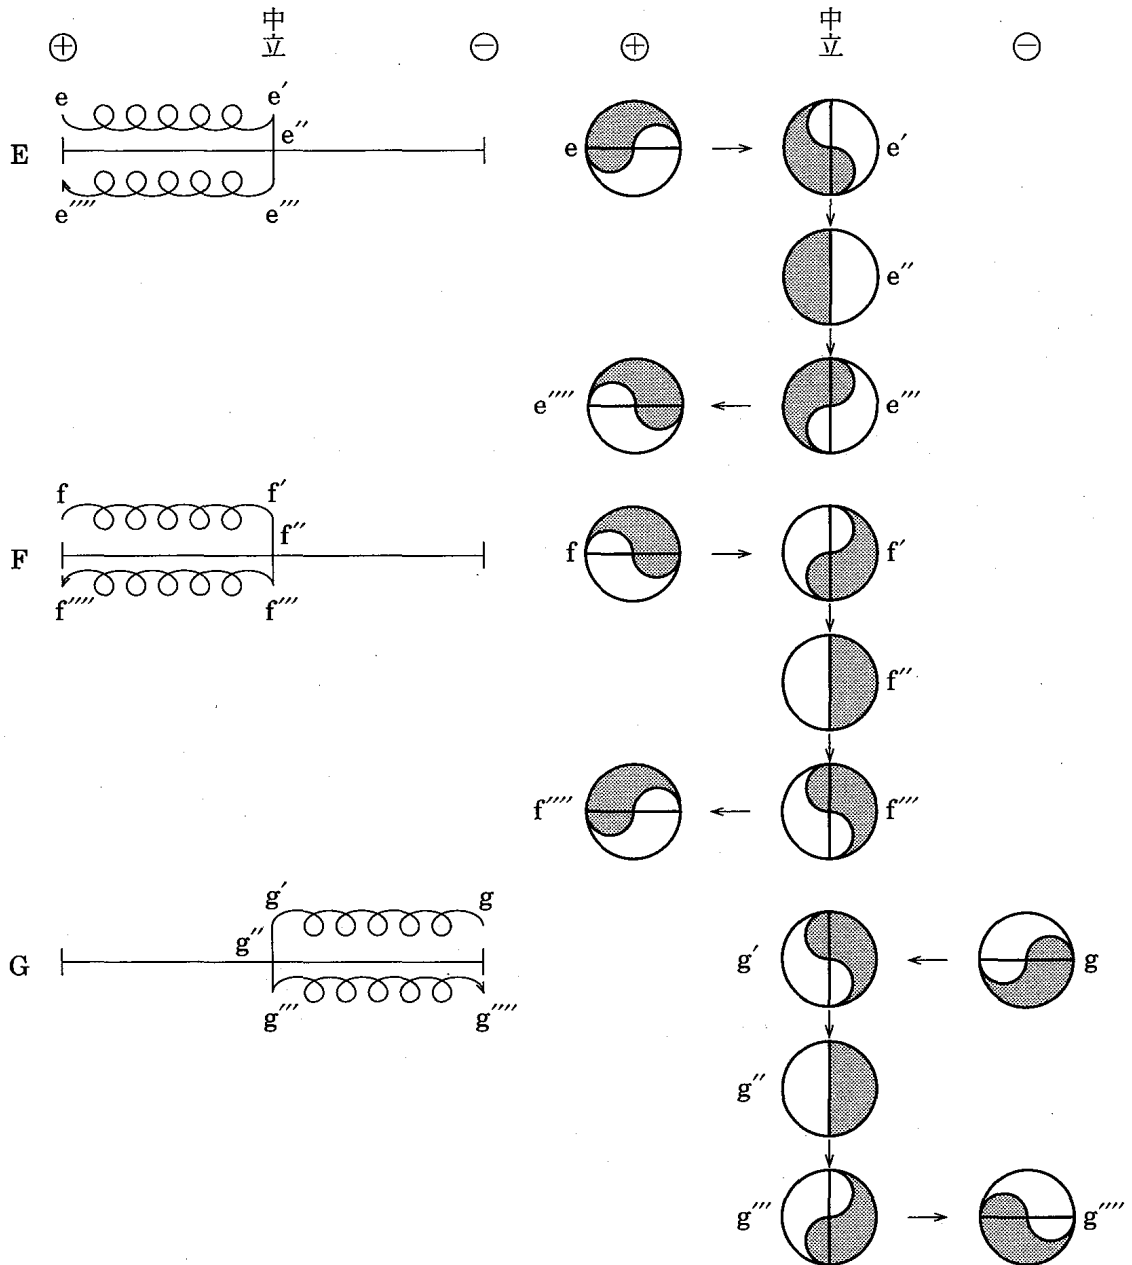 ⊕ 中立 ⊖ ⊕ 中立 ⊖
e e′ e e′
e″
E
e′′′′ e‴ e″
e′′′′ e‴
f f′ f f′
f″
F
f′′′′ f‴ f″
f′′′′ f‴
g′ g g′ g
g″
G
g‴ g′′′′ g″
g‴ g′′′′